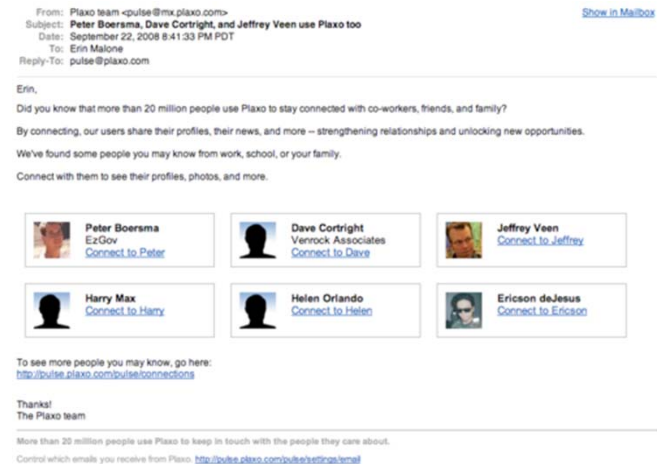 From: Plaxo team <pulse@mx.plaxo.com>
Show in Mailbox
Subject: Peter Boersma, Dave Cortright, and Jeffrey Veen use Plaxo too
Date: September 22, 2008 8:41:33 PM PDT
To: Erin Malone
Reply-To: pulse@plaxo.com
Erin,
Did you know that more than 20 million people use Plaxo to stay connected with co-workers, friends, and family?
By connecting, our users share their profiles, their news, and more -- strengthening relationships and unlocking new opportunities.
We've found some people you may know from work, school, or your family.
Connect with them to see their profiles, photos, and more.
Peter Boersma
EzGov
Connect to Peter
Dave Cortright
Venrock Associates
Connect to Dave
Jeffrey Veen
Connect to Jeffrey
Harry Max
Connect to Harry
Helen Orlando
Connect to Helen
Ericson deJesus
Connect to Ericson
To see more people you may know, go here:
http://pulse.plaxo.com/pulse/connections
Thanks!
The Plaxo team
More than 20 million people use Plaxo to keep in touch with the people they care about.
Control which emails you receive from Plaxo. http://pulse.plaxo.com/pulse/settings/email